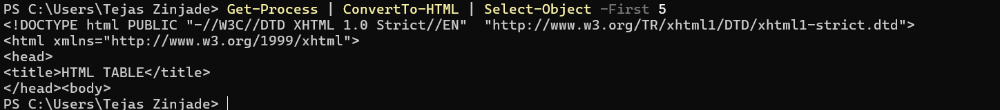 PS C:\Users\Tejas Zinjade> Get-Process | ConvertTo-HTML | Select-Object -First 5
<!DOCTYPE html PUBLIC "-//W3C//DTD XHTML 1.0 Strict//EN"  "http://www.w3.org/TR/xhtml1/DTD/xhtml1-strict.dtd">
<html xmlns="http://www.w3.org/1999/xhtml">
<head>
<title>HTML TABLE</title>
</head><body>
PS C:\Users\Tejas Zinjade>